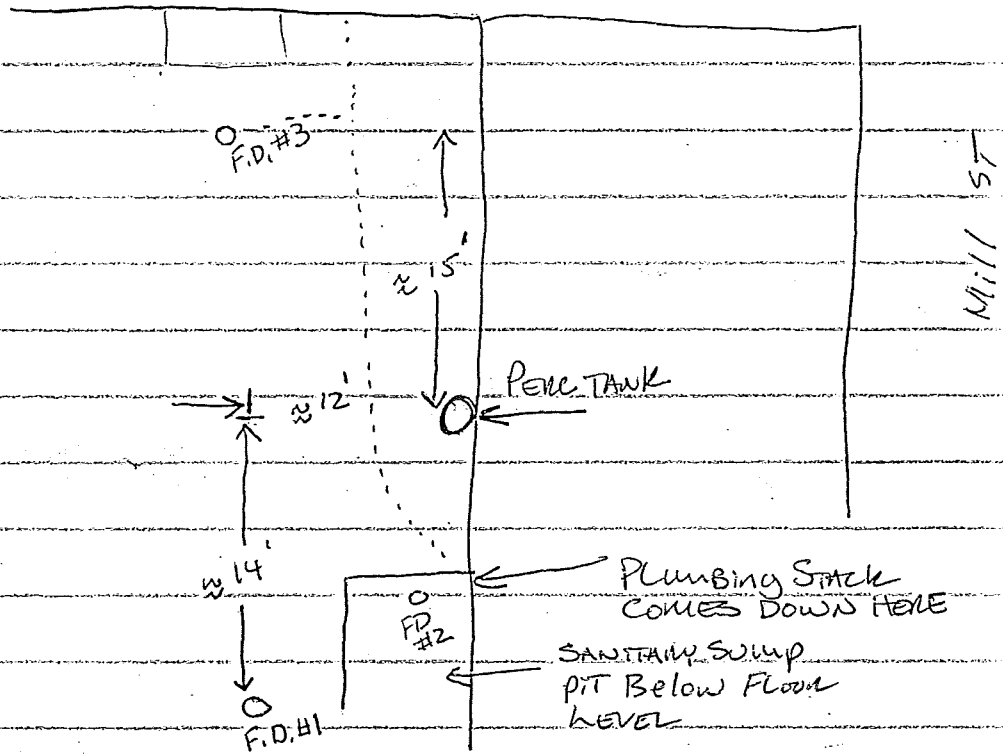 F.D. #3
≈ 15'
Mill ST
≈ 12'
PERC TANK
≈ 14'
PLUMBING STACK
COMES DOWN HERE
FD
#2
SANITARY SUMP
PIT BELOW FLOOR
LEVEL
F.D. #1